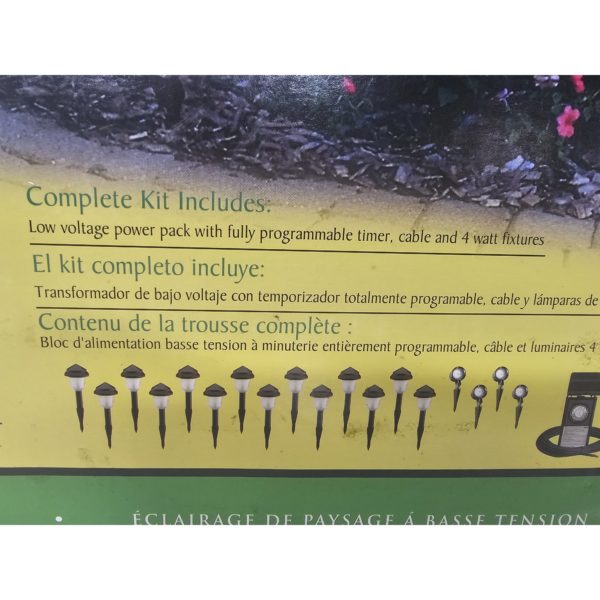 Complete Kit Includes:
Low voltage power pack with fully programmable timer, cable and 4 watt fixtures
El kit completo incluye:
Transformador de bajo voltaje con temporizador totalmente programable, cable y lámparas de
Contenu de la trousse complète :
Bloc d'alimentation basse tension à minuterie entièrement programmable, câble et luminaires 4
ÉCLAIRAGE DE PAYSAGE Á BASSE TENSION